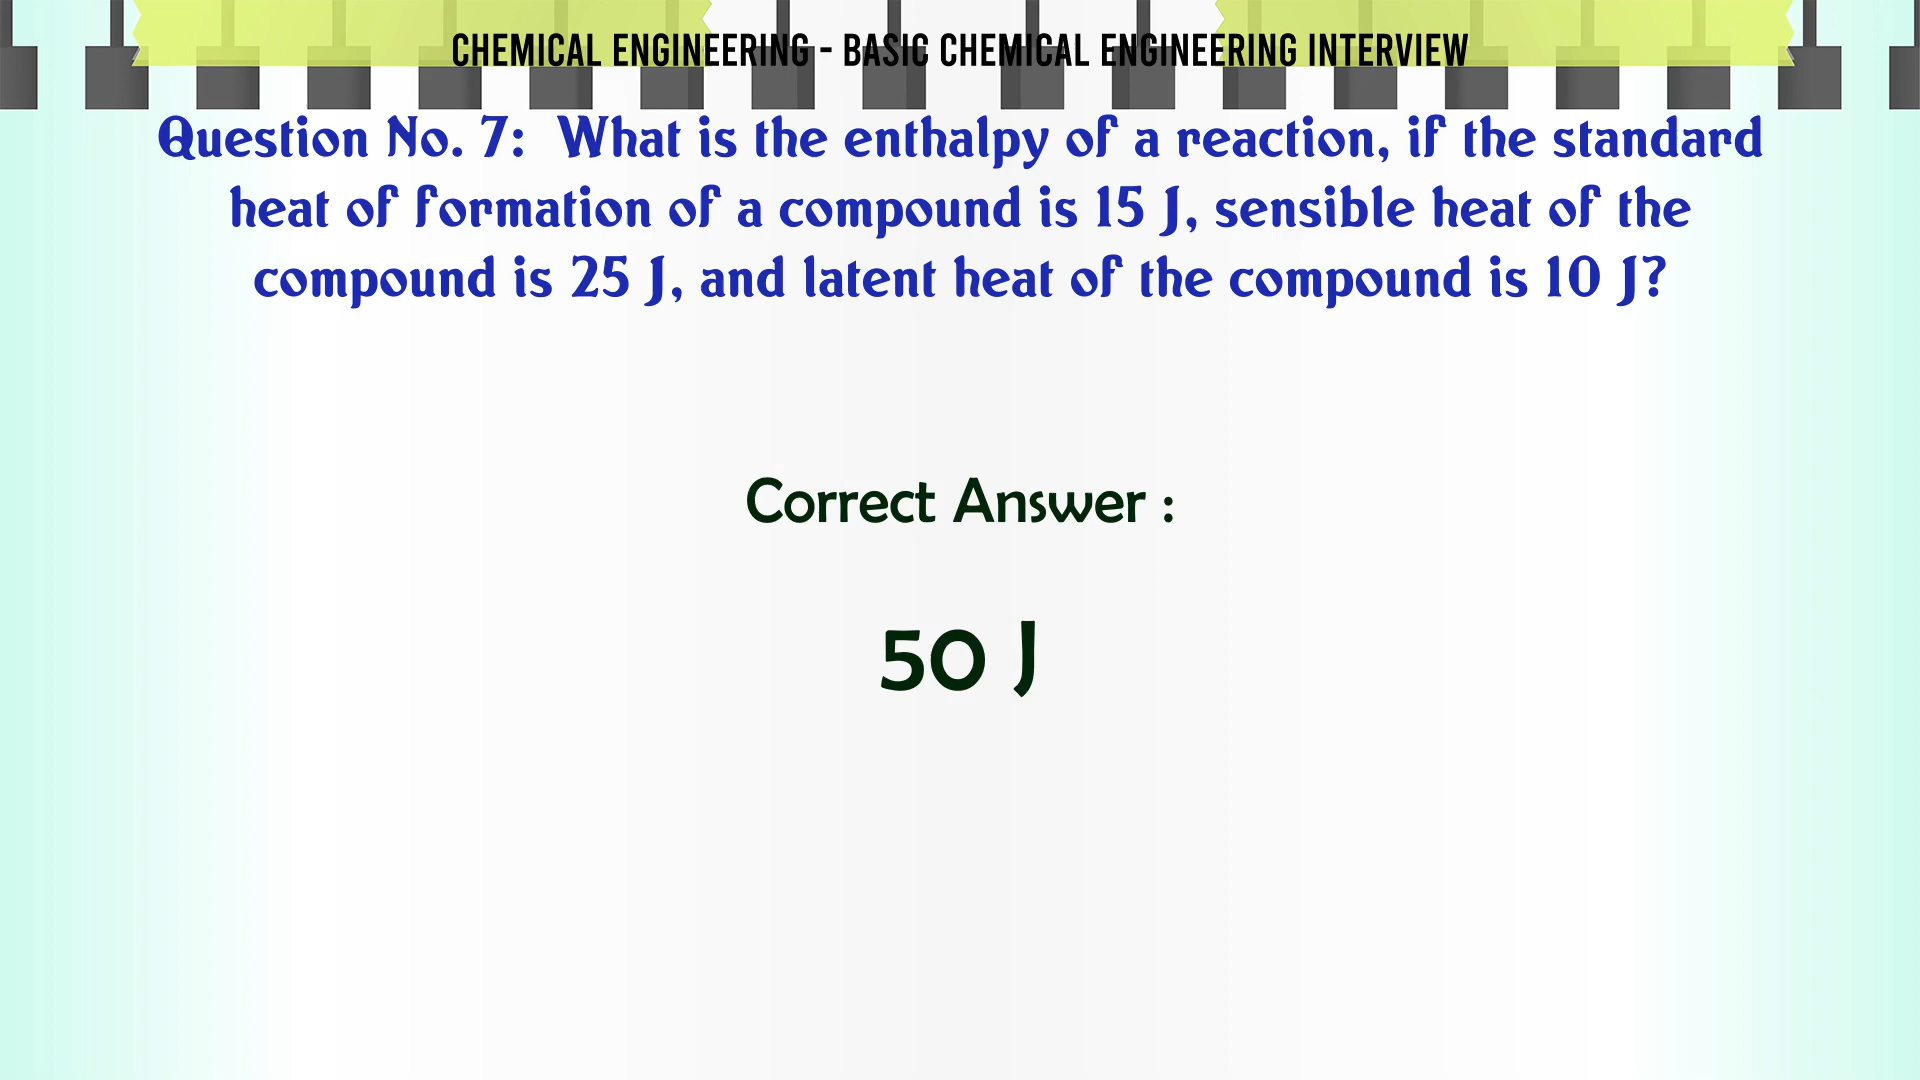 CHEMICAL ENGINEERING - BASIC CHEMICAL ENGINEERING INTERVIEW
Question No. 7: What is the enthalpy of a reaction, if the standard
heat of formation of a compound is 15 J, sensible heat of the
compound is 25 J, and latent heat of the compound is 10 J?
Correct Answer :
50 J